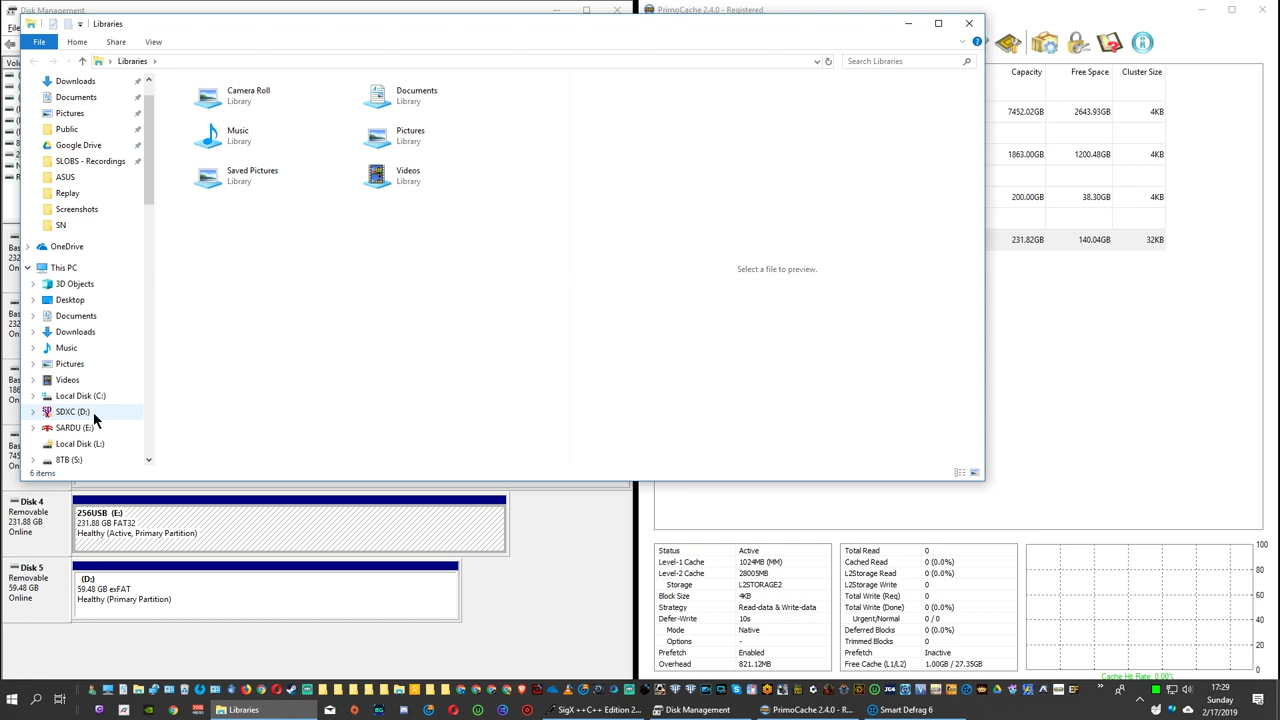 Disk Management
PrimoCache 2.4.0 - Registered
Libraries
File
Home
Share
View
Libraries
Search Libraries
Downloads
Documents
Pictures
Public
Google Drive
SLOBS - Recordings
ASUS
Replay
Screenshots
SN
OneDrive
This PC
3D Objects
Desktop
Documents
Downloads
Music
Pictures
Videos
Local Disk (C:)
SDXC (D:)
SARDU (E:)
Local Disk (L:)
8TB (S:)
6 items
Camera Roll
Library
Documents
Library
Music
Library
Pictures
Library
Saved Pictures
Library
Videos
Library
Select a file to preview.
Capacity Free Space Cluster Size
7452.02GB 2643.93GB 4KB
1863.00GB 1200.48GB 4KB
200.00GB 38.30GB 4KB
231.82GB 140.04GB 32KB
Disk 4
Removable
231.88 GB
Online
256USB (E:)
231.88 GB FAT32
Healthy (Active, Primary Partition)
Disk 5
Removable
59.48 GB
Online
(D:)
59.48 GB exFAT
Healthy (Primary Partition)
Status Active
Level-1 Cache 1024MB (MM)
Level-2 Cache 28005MB
Storage L2STORAGE2
Block Size 4KB
Strategy Read-data & Write-data
Defer-Write 10s
Mode Native
Options -
Prefetch Enabled
Overhead 821.12MB
Total Read 0
Cached Read 0 (0.0%)
L2Storage Read 0 (0.0%)
L2Storage Write 0
Total Write (Req) 0
Total Write (Done) 0 (0.0%)
Urgent/Normal 0 / 0
Deferred Blocks 0 (0.0%)
Trimmed Blocks 0
Prefetch Inactive
Free Cache (L1/L2) 1.00GB / 27.35GB
100
80
60
40
20
0
Cache Hit Rate: 0.00%
Libraries
SigX ++C++ Edition 2...
Disk Management
PrimoCache 2.4.0 - R...
Smart Defrag 6
17:29
Sunday
2/17/2019